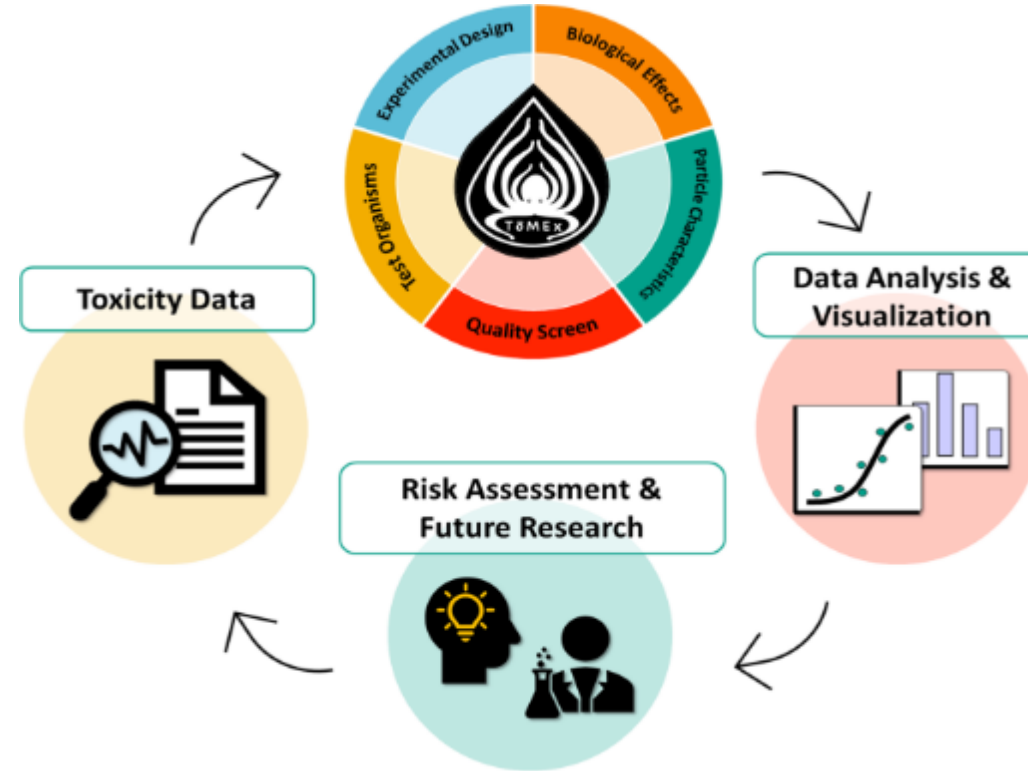 Experimental Design
Biological Effects
Particle Characteristics
Quality Screen
Test Organisms
TōMEx
Toxicity Data
Data Analysis &
Visualization
Risk Assessment &
Future Research